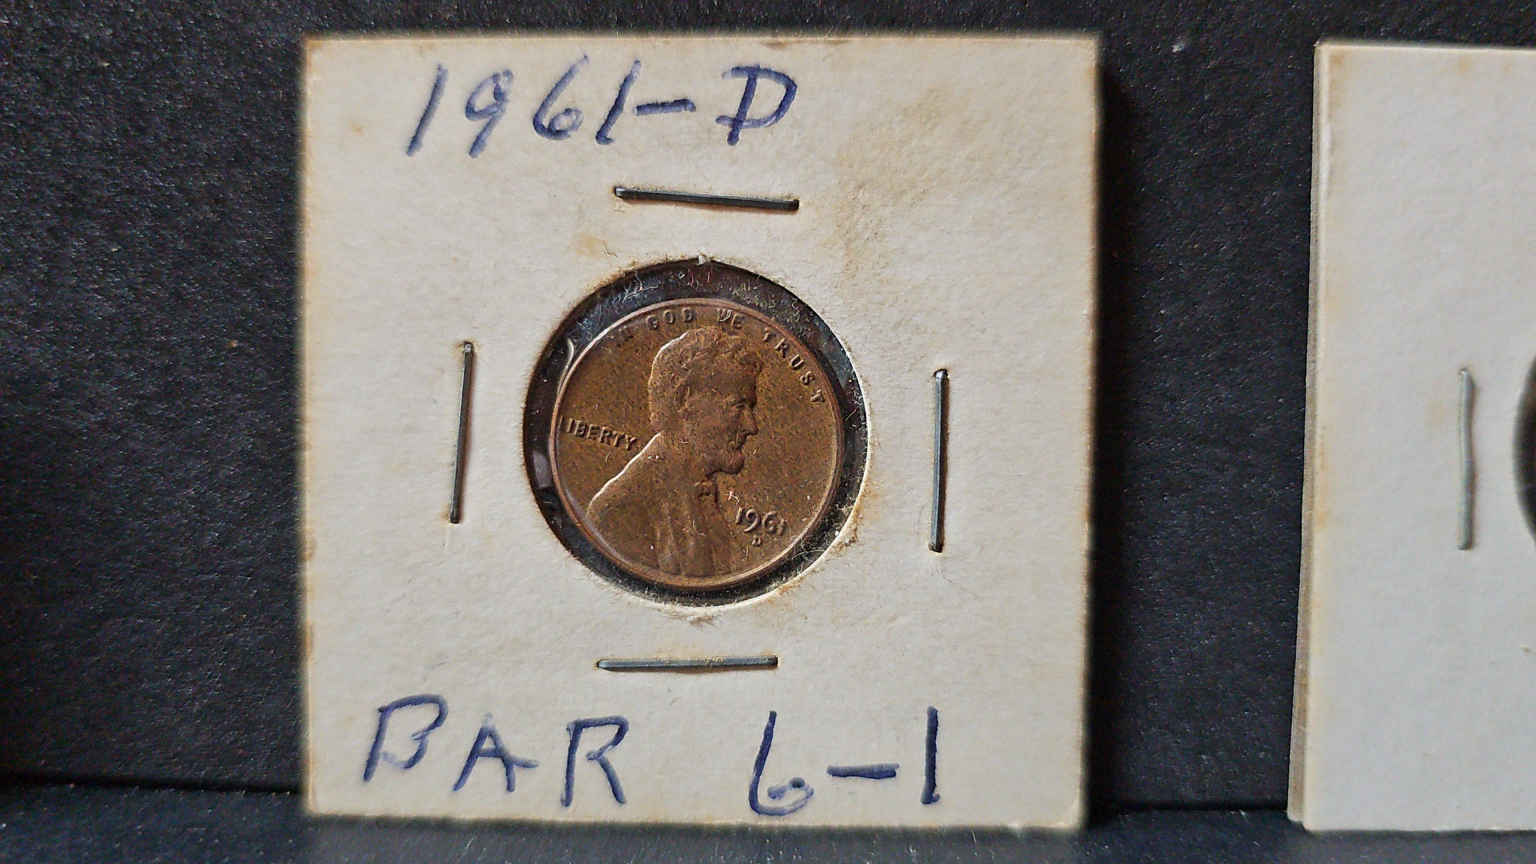 1961-D
IN GOD WE TRUST
LIBERTY
1961
D
BAR 6-1